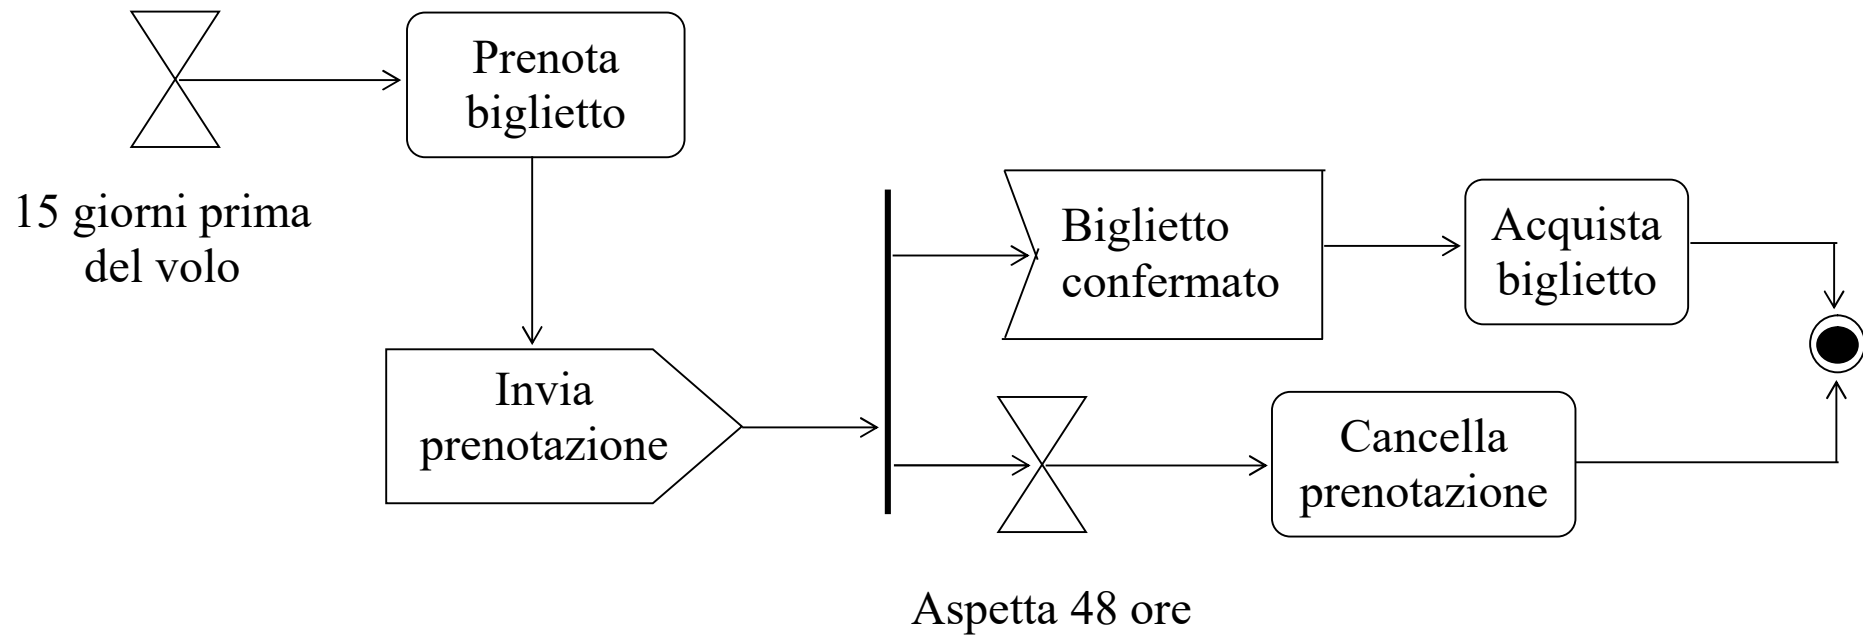 Prenota
biglietto
15 giorni prima
del volo
Invia
prenotazione
Biglietto
confermato
Acquista
biglietto
Cancella
prenotazione
Aspetta 48 ore